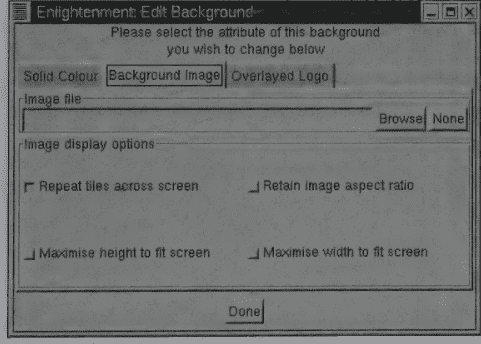 Enlightenment: Edit Background
Please select the attribute of this background
you wish to change below
Solid Colour Background Image Overlayed Logo
Image file
Browse None
Image display options
Repeat tiles across screen Retain image aspect ratio
Maximise height to fit screen Maximise width to fit screen
Done